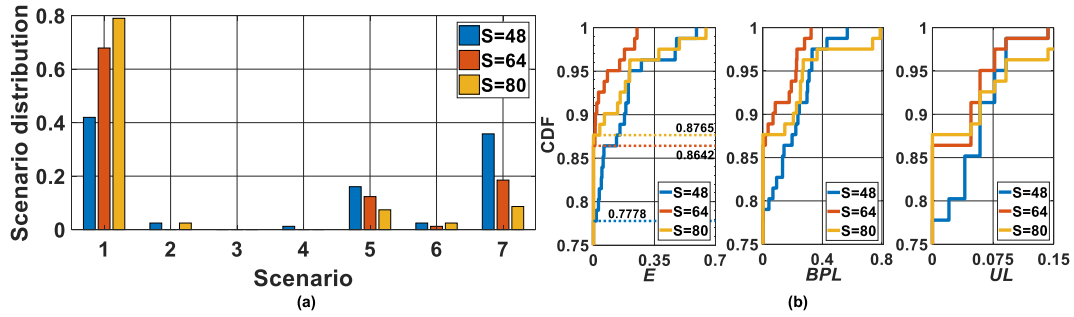 Scenario distribution
0.8
0.6
0.4
0.2
0
1 2 3 4 5 6 7
Scenario
S=48
S=64
S=80
(a)
CDF
1
0.95
0.9
0.85
0.8
0.75
0.8765
0.8642
0.7778
S=48
S=64
S=80
0 0.35 0.7
E
1
0.95
0.9
0.85
0.8
0.75
S=48
S=64
S=80
0 0.4 0.8
BPL
(b)
1
0.95
0.9
0.85
0.8
0.75
S=48
S=64
S=80
0 0.075 0.15
UL